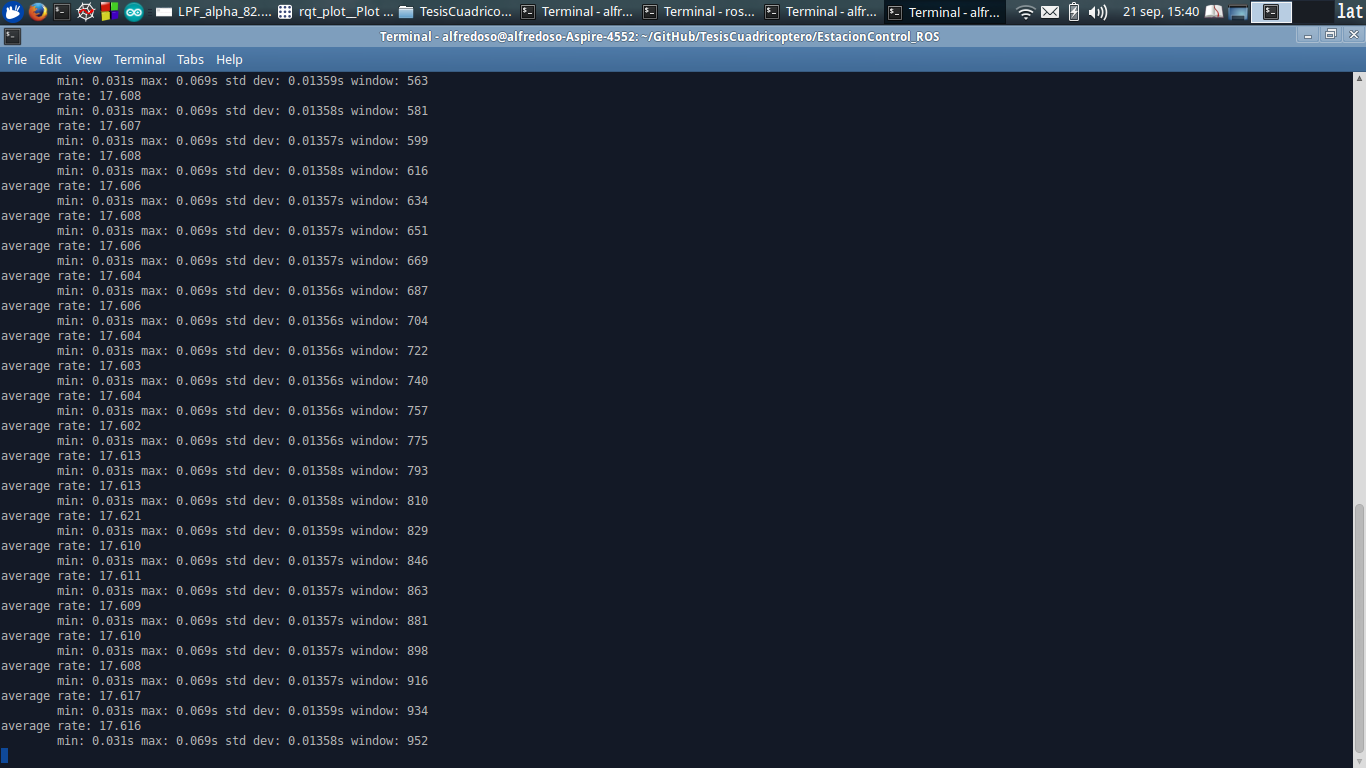 LPF_alpha_82....
rqt_plot__Plot ...
TesisCuadrico...
Terminal - alfr...
Terminal - ros...
Terminal - alfr...
Terminal - alfr...
21 sep, 15:40
lat
Terminal - alfredoso@alfredoso-Aspire-4552: ~/GitHub/TesisCuadricoptero/EstacionControl_ROS
File Edit View Terminal Tabs Help
min: 0.031s max: 0.069s std dev: 0.01359s window: 563
average rate: 17.608
min: 0.031s max: 0.069s std dev: 0.01358s window: 581
average rate: 17.607
min: 0.031s max: 0.069s std dev: 0.01357s window: 599
average rate: 17.608
min: 0.031s max: 0.069s std dev: 0.01358s window: 616
average rate: 17.606
min: 0.031s max: 0.069s std dev: 0.01357s window: 634
average rate: 17.608
min: 0.031s max: 0.069s std dev: 0.01357s window: 651
average rate: 17.606
min: 0.031s max: 0.069s std dev: 0.01357s window: 669
average rate: 17.604
min: 0.031s max: 0.069s std dev: 0.01356s window: 687
average rate: 17.606
min: 0.031s max: 0.069s std dev: 0.01356s window: 704
average rate: 17.604
min: 0.031s max: 0.069s std dev: 0.01356s window: 722
average rate: 17.603
min: 0.031s max: 0.069s std dev: 0.01356s window: 740
average rate: 17.604
min: 0.031s max: 0.069s std dev: 0.01356s window: 757
average rate: 17.602
min: 0.031s max: 0.069s std dev: 0.01356s window: 775
average rate: 17.613
min: 0.031s max: 0.069s std dev: 0.01358s window: 793
average rate: 17.613
min: 0.031s max: 0.069s std dev: 0.01358s window: 810
average rate: 17.621
min: 0.031s max: 0.069s std dev: 0.01359s window: 829
average rate: 17.610
min: 0.031s max: 0.069s std dev: 0.01357s window: 846
average rate: 17.611
min: 0.031s max: 0.069s std dev: 0.01357s window: 863
average rate: 17.609
min: 0.031s max: 0.069s std dev: 0.01357s window: 881
average rate: 17.610
min: 0.031s max: 0.069s std dev: 0.01357s window: 898
average rate: 17.608
min: 0.031s max: 0.069s std dev: 0.01357s window: 916
average rate: 17.617
min: 0.031s max: 0.069s std dev: 0.01359s window: 934
average rate: 17.616
min: 0.031s max: 0.069s std dev: 0.01358s window: 952